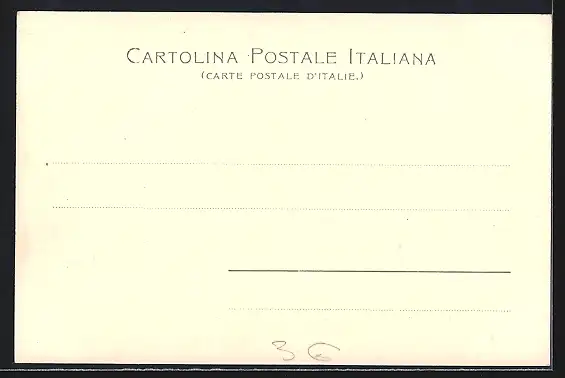 CARTOLINA POSTALE ITALIANA
(CARTE POSTALE D'ITALIE.)
36